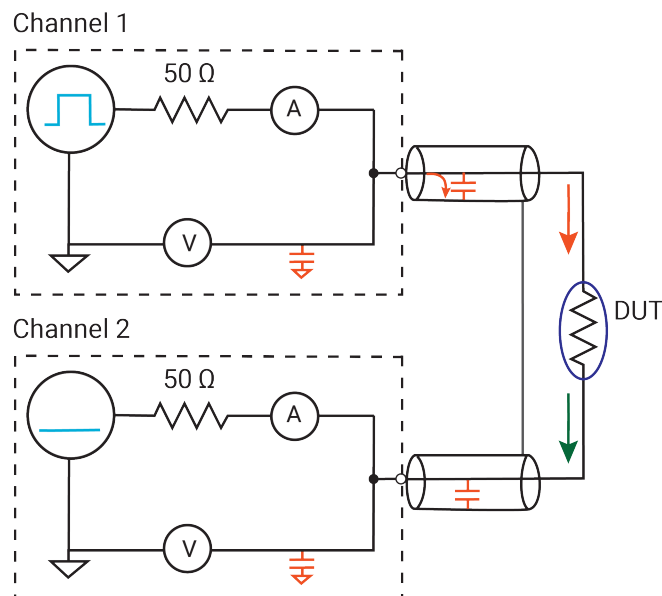 Channel 1
50 Ω
A
V
DUT
Channel 2
50 Ω
A
V